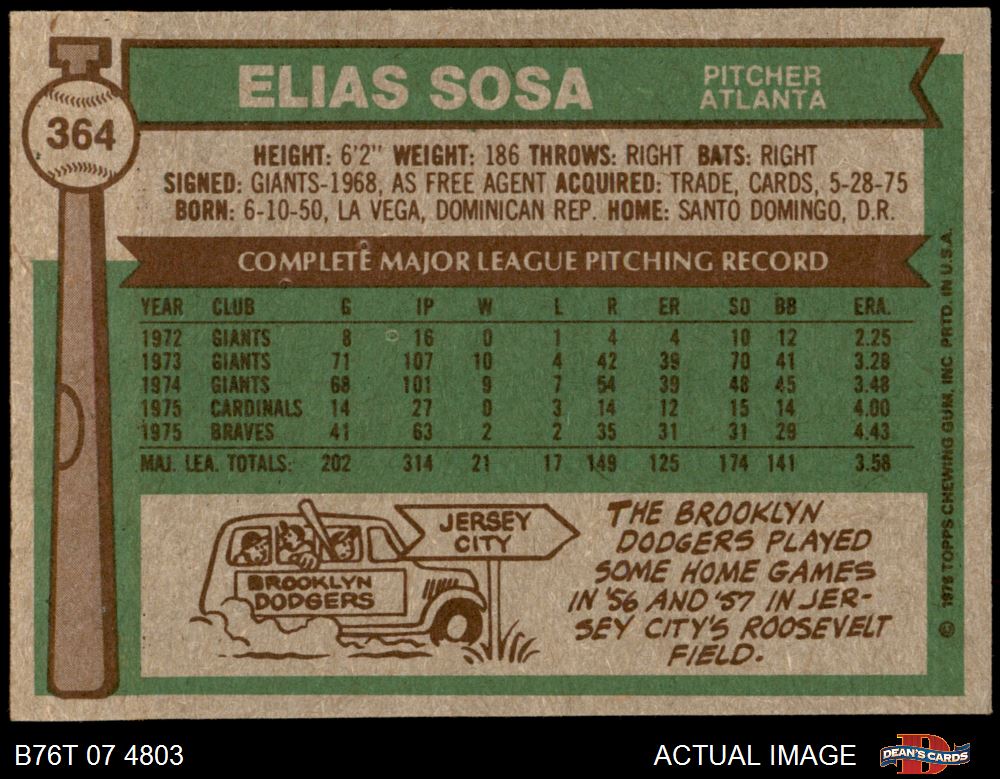 364
ELIAS SOSA
PITCHER
ATLANTA
HEIGHT: 6'2" WEIGHT: 186 THROWS: RIGHT BATS: RIGHT
SIGNED: GIANTS-1968, AS FREE AGENT ACQUIRED: TRADE, CARDS, 5-28-75
BORN: 6-10-50, LA VEGA, DOMINICAN REP. HOME: SANTO DOMINGO, D.R.
COMPLETE MAJOR LEAGUE PITCHING RECORD
YEAR CLUB G IP W L R ER SO BB ERA.
1972 GIANTS 8 16 0 1 4 4 10 12 2.25
1973 GIANTS 71 107 10 4 42 39 70 41 3.28
1974 GIANTS 68 101 9 7 54 39 48 45 3.48
1975 CARDINALS 14 27 0 3 14 12 15 14 4.00
1975 BRAVES 41 63 2 2 35 31 31 29 4.43
MAJ. LEA. TOTALS: 202 314 21 17 149 125 174 141 3.58
JERSEY
CITY
BROOKLYN
DODGERS
THE BROOKLYN
DODGERS PLAYED
SOME HOME GAMES
IN '56 AND '57 IN JER-
SEY CITY'S ROOSEVELT
FIELD.
© 1976 TOPPS CHEWING GUM, INC. PRTD. IN U.S.A.
B76T 07 4803
ACTUAL IMAGE
DEAN'S CARDS